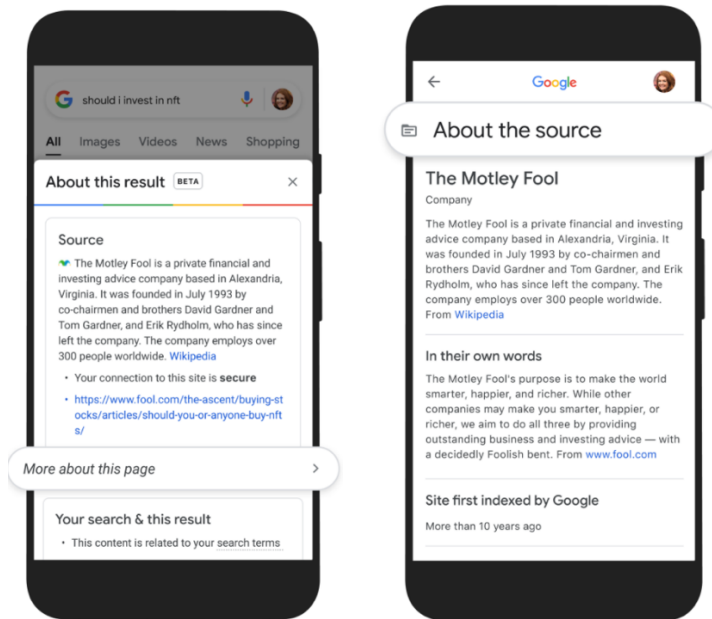 should i invest in nft
All Images Videos News Shopping
About this result BETA
Source
The Motley Fool is a private financial and
investing advice company based in Alexandria,
Virginia. It was founded in July 1993 by
co-chairmen and brothers David Gardner and
Tom Gardner, and Erik Rydholm, who has since
left the company. The company employs over
300 people worldwide. Wikipedia
• Your connection to this site is secure
• https://www.fool.com/the-ascent/buying-st
ocks/articles/should-you-or-anyone-buy-nft
s/
More about this page
Your search & this result
• This content is related to your search terms
Google
About the source
The Motley Fool
Company
The Motley Fool is a private financial and investing
advice company based in Alexandria, Virginia. It
was founded in July 1993 by co-chairmen and
brothers David Gardner and Tom Gardner, and Erik
Rydholm, who has since left the company. The
company employs over 300 people worldwide.
From Wikipedia
In their own words
The Motley Fool's purpose is to make the world
smarter, happier, and richer. While other
companies may make you smarter, happier, or
richer, we aim to do all three by providing
outstanding business and investing advice — with
a decidedly Foolish bent. From www.fool.com
Site first indexed by Google
More than 10 years ago